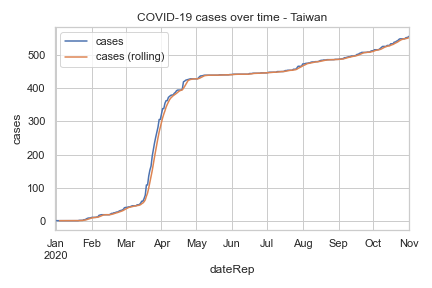 COVID-19 cases over time - Taiwan
cases
cases (rolling)
500
400
300
200
100
0
cases
Jan Feb Mar Apr May Jun Jul Aug Sep Oct Nov
2020
dateRep